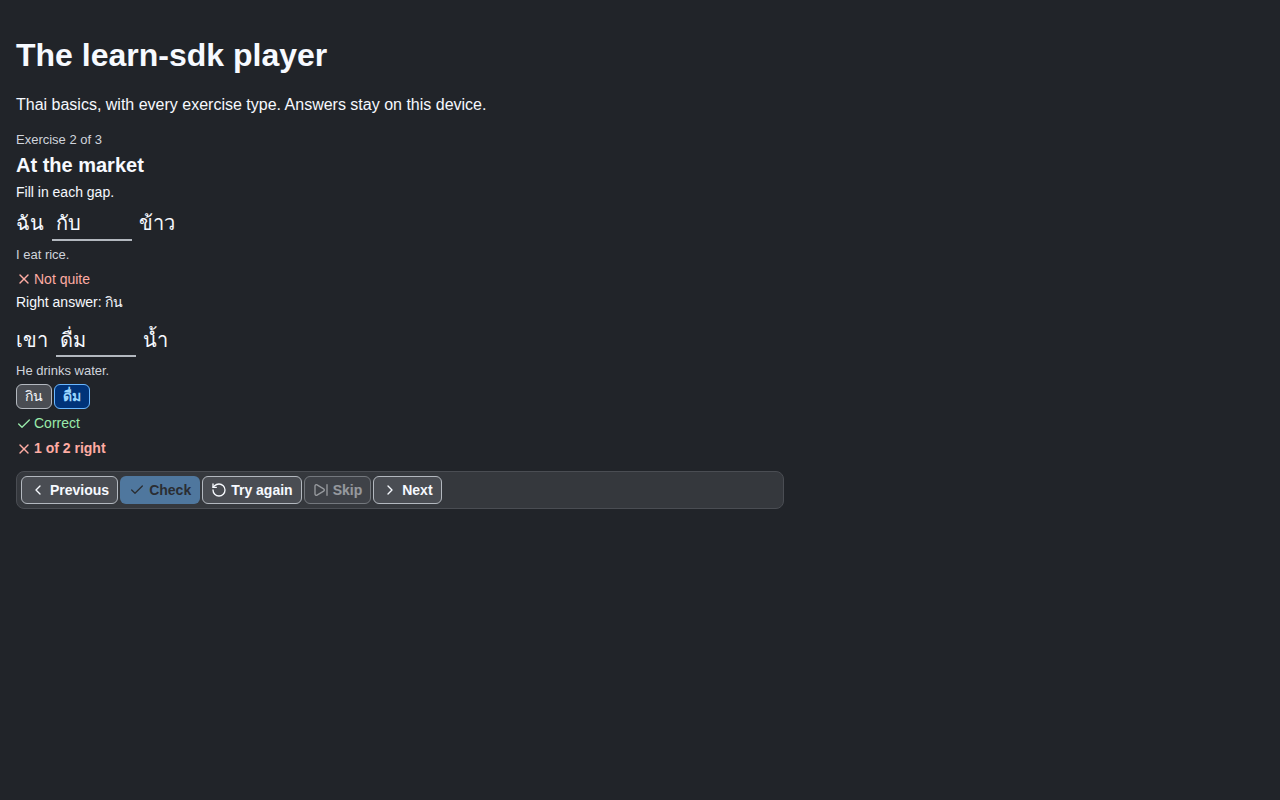 The learn-sdk player
Thai basics, with every exercise type. Answers stay on this device.
Exercise 2 of 3
At the market
Fill in each gap.
ฉัน กับ ข้าว
I eat rice.
Not quite
Right answer: กิน
เขา ดื่ม น้ำ
He drinks water.
กิน ดื่ม
Correct
1 of 2 right
Previous Check Try again Skip Next